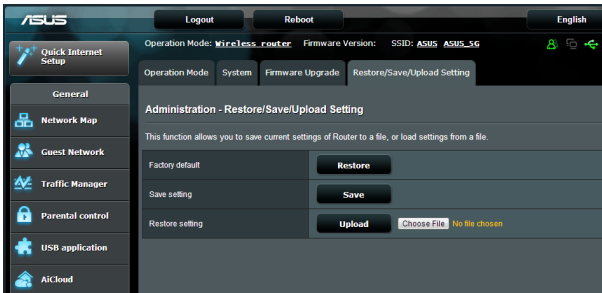 ASUS Logout Reboot English
Quick Internet Setup
Operation Mode: Wireless router Firmware Version: SSID: ASUS ASUS_5G
Operation Mode System Firmware Upgrade Restore/Save/Upload Setting
General
Network Map
Guest Network
Traffic Manager
Parental control
USB application
AiCloud
Administration - Restore/Save/Upload Setting
This function allows you to save current settings of Router to a file, or load settings from a file.
Factory default Restore
Save setting Save
Restore setting Upload Choose File No file chosen